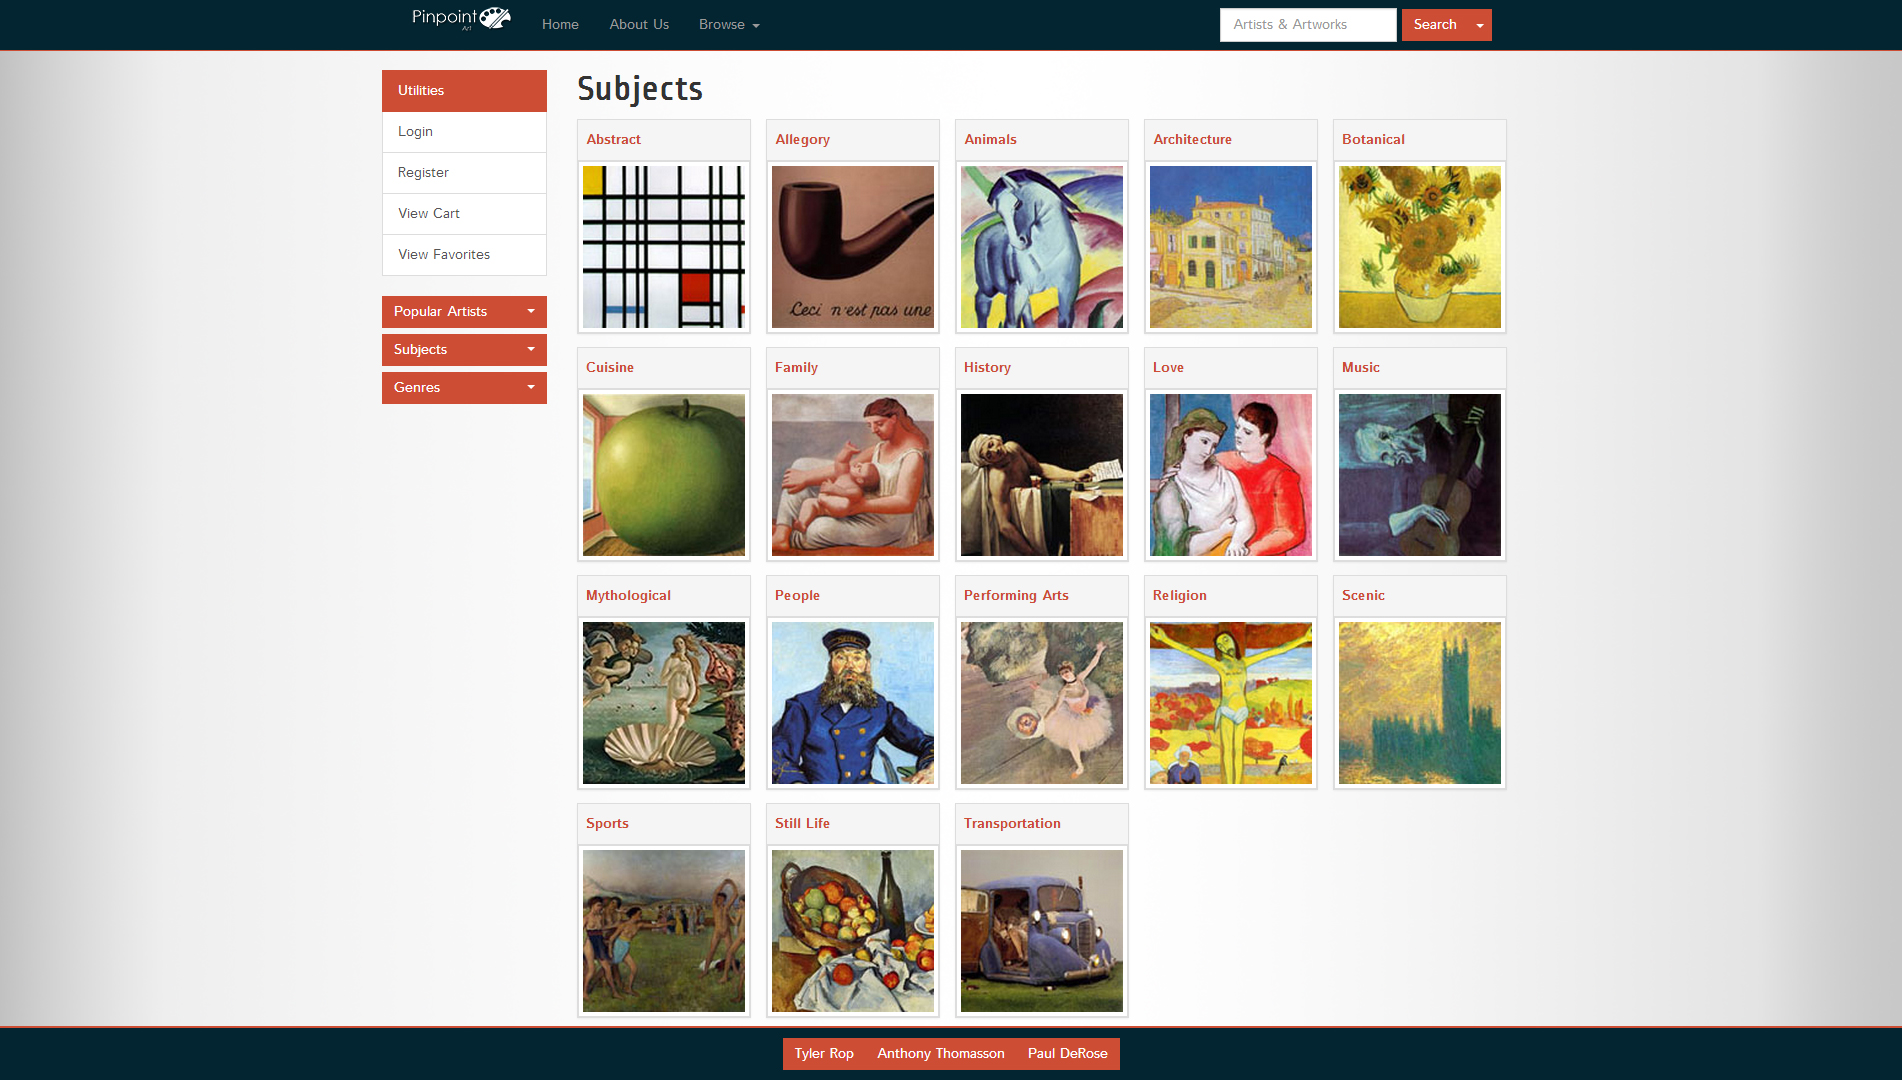 Pinpoint
Art
Home About Us Browse
Artists & Artworks Search
Utilities
Login
Register
View Cart
View Favorites
Popular Artists
Subjects
Genres
Subjects
Abstract Allegory Animals Architecture Botanical
Ceci n'est pas une
Cuisine Family History Love Music
Mythological People Performing Arts Religion Scenic
Sports Still Life Transportation
Tyler Rop Anthony Thomasson Paul DeRose